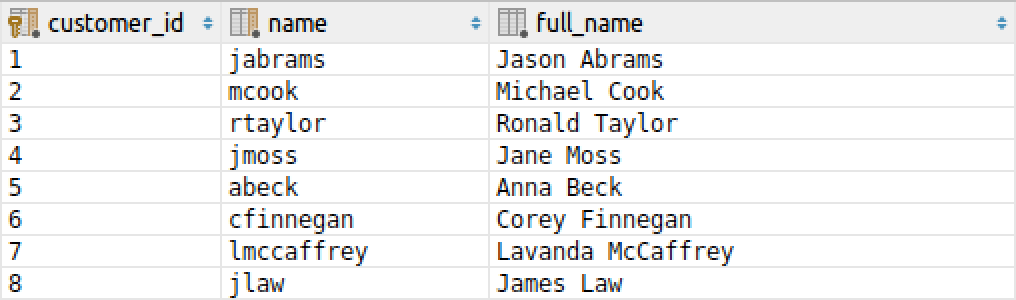 customer_id name full_name
1 jabrams Jason Abrams
2 mcook Michael Cook
3 rtaylor Ronald Taylor
4 jmoss Jane Moss
5 abeck Anna Beck
6 cfinnegan Corey Finnegan
7 lmccaffrey Lavanda McCaffrey
8 jlaw James Law